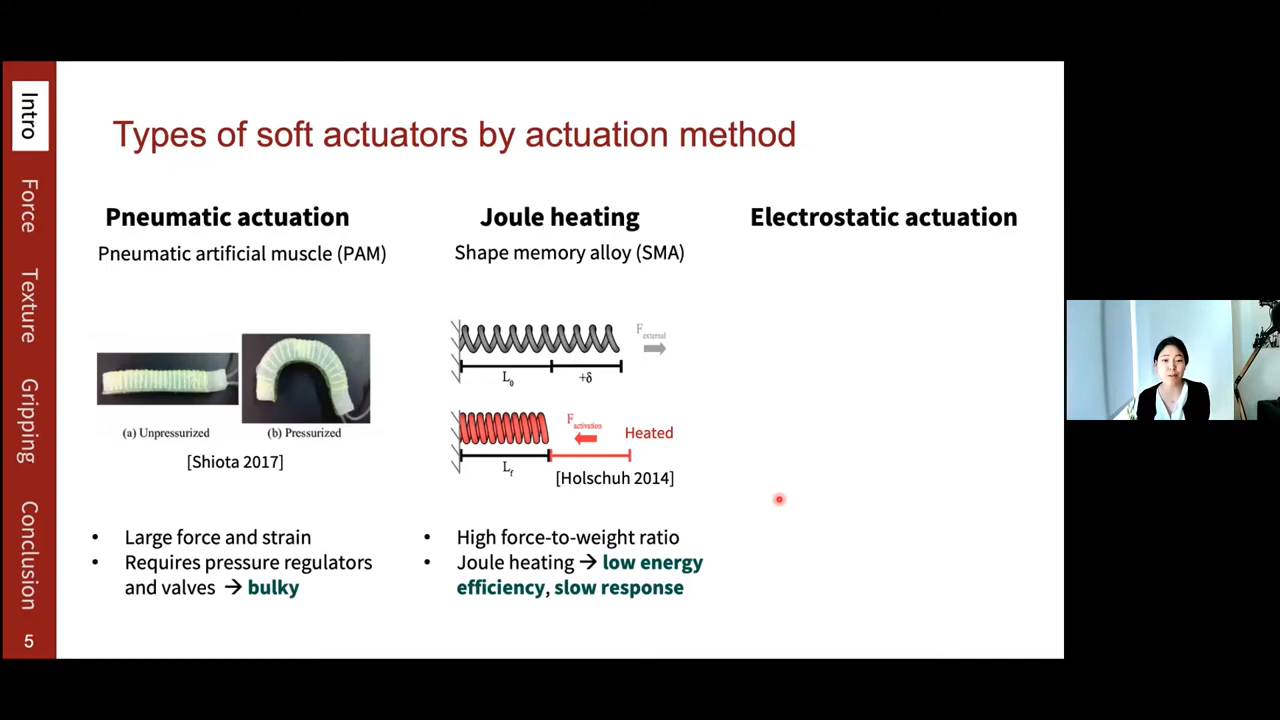 Intro
Force
Texture
Gripping
Conclusion
5
Types of soft actuators by actuation method
Pneumatic actuation
Pneumatic artificial muscle (PAM)
(a) Unpressurized
(b) Pressurized
[Shiota 2017]
• Large force and strain
• Requires pressure regulators
and valves → bulky
Joule heating
Shape memory alloy (SMA)
F external
L0
+δ
F activation
Heated
Lf
[Holschuh 2014]
• High force-to-weight ratio
• Joule heating → low energy
efficiency, slow response
Electrostatic actuation